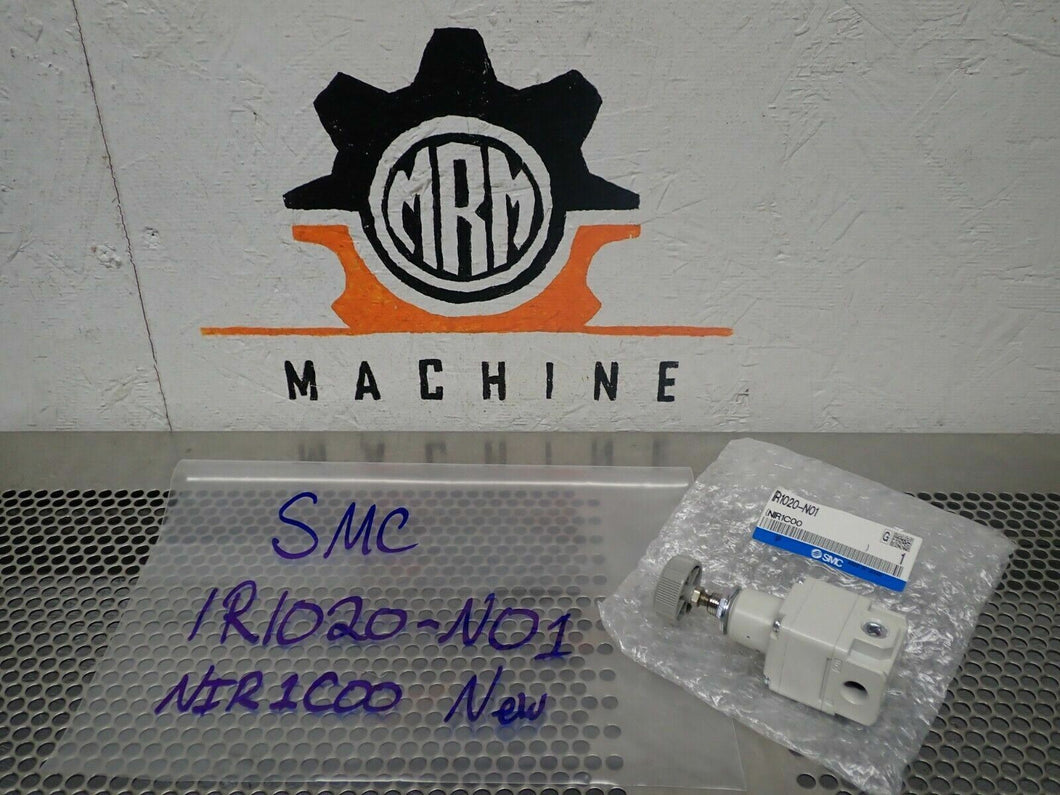 MRM
MACHINE
SMC
IR1020-N01
NIR1C00 New
IR1020-N01
NIR1C00
G
1
SMC